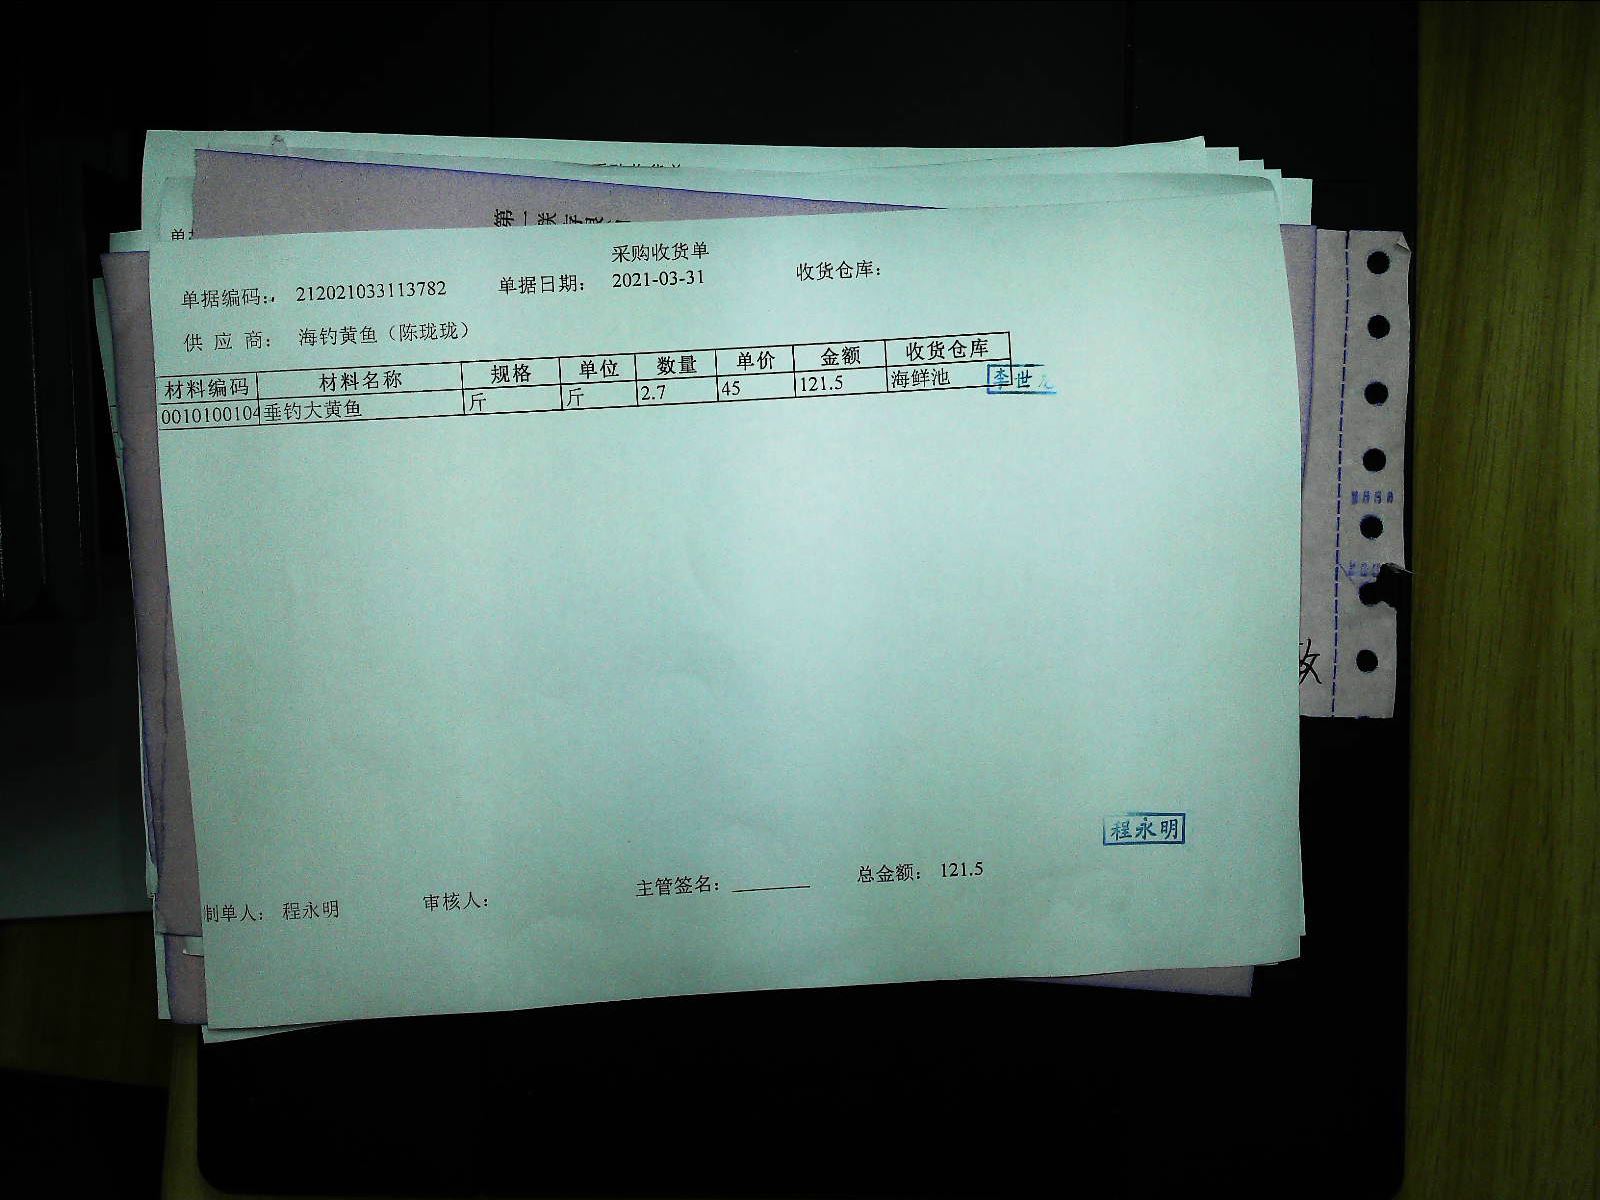 采购收货单
单据编码: 212021033113782 单据日期: 2021-03-31 收货仓库:
供 应 商: 海钓黄鱼（陈珑珑）
材料编码 材料名称 规格 单位 数量 单价 金额 收货仓库
0010100104 垂钓大黄鱼 斤 斤 2.7 45 121.5 海鲜池
李世
程永明
制单人: 程永明 审核人: 主管签名: 总金额: 121.5